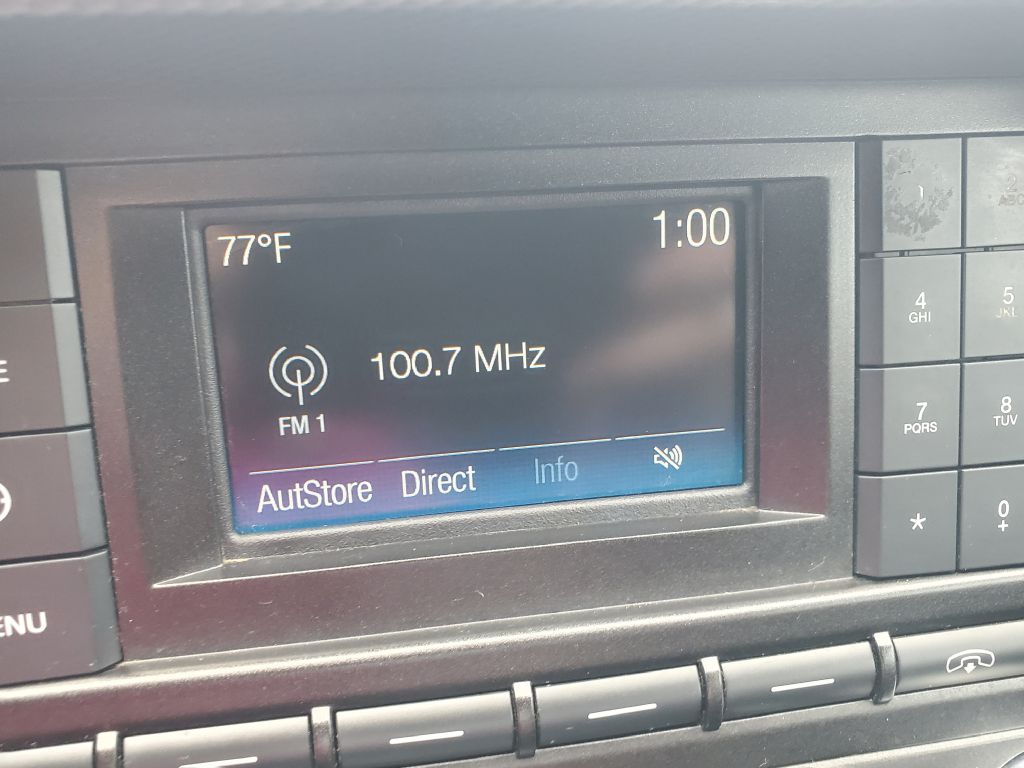 77°F 1:00
100.7 MHz
FM 1
AutStore Direct Info
ENU
2
ABC
4
GHI
5
JKL
7
PQRS
8
TUV
*
0
+